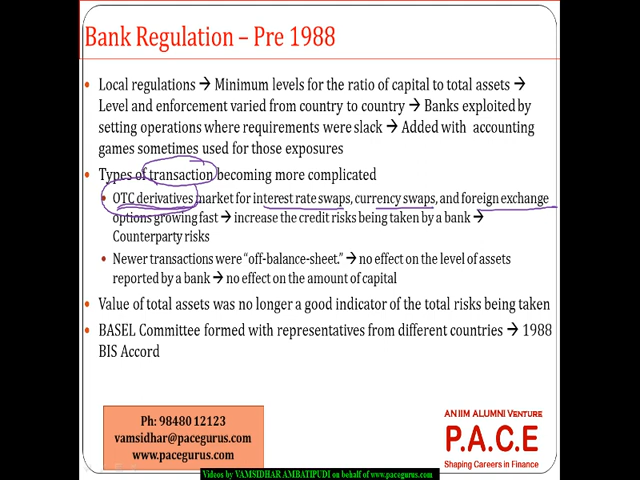 Bank Regulation – Pre 1988
• Local regulations → Minimum levels for the ratio of capital to total assets →
Level and enforcement varied from country to country → Banks exploited by
setting operations where requirements were slack → Added with accounting
games sometimes used for those exposures
• Types of transaction becoming more complicated
• OTC derivatives market for interest rate swaps, currency swaps, and foreign exchange
options growing fast → increase the credit risks being taken by a bank →
Counterparty risks
• Newer transactions were “off-balance-sheet.” → no effect on the level of assets
reported by a bank → no effect on the amount of capital
• Value of total assets was no longer a good indicator of the total risks being taken
• BASEL Committee formed with representatives from different countries → 1988
BIS Accord
Ph: 98480 12123
vamsidhar@pacegurus.com
www.pacegurus.com
AN IIM ALUMNI VENTURE
P.A.C.E
Shaping Careers in Finance
Videos by VAMSIDHAR AMBATIPUDI on behalf of www.pacegurus.com